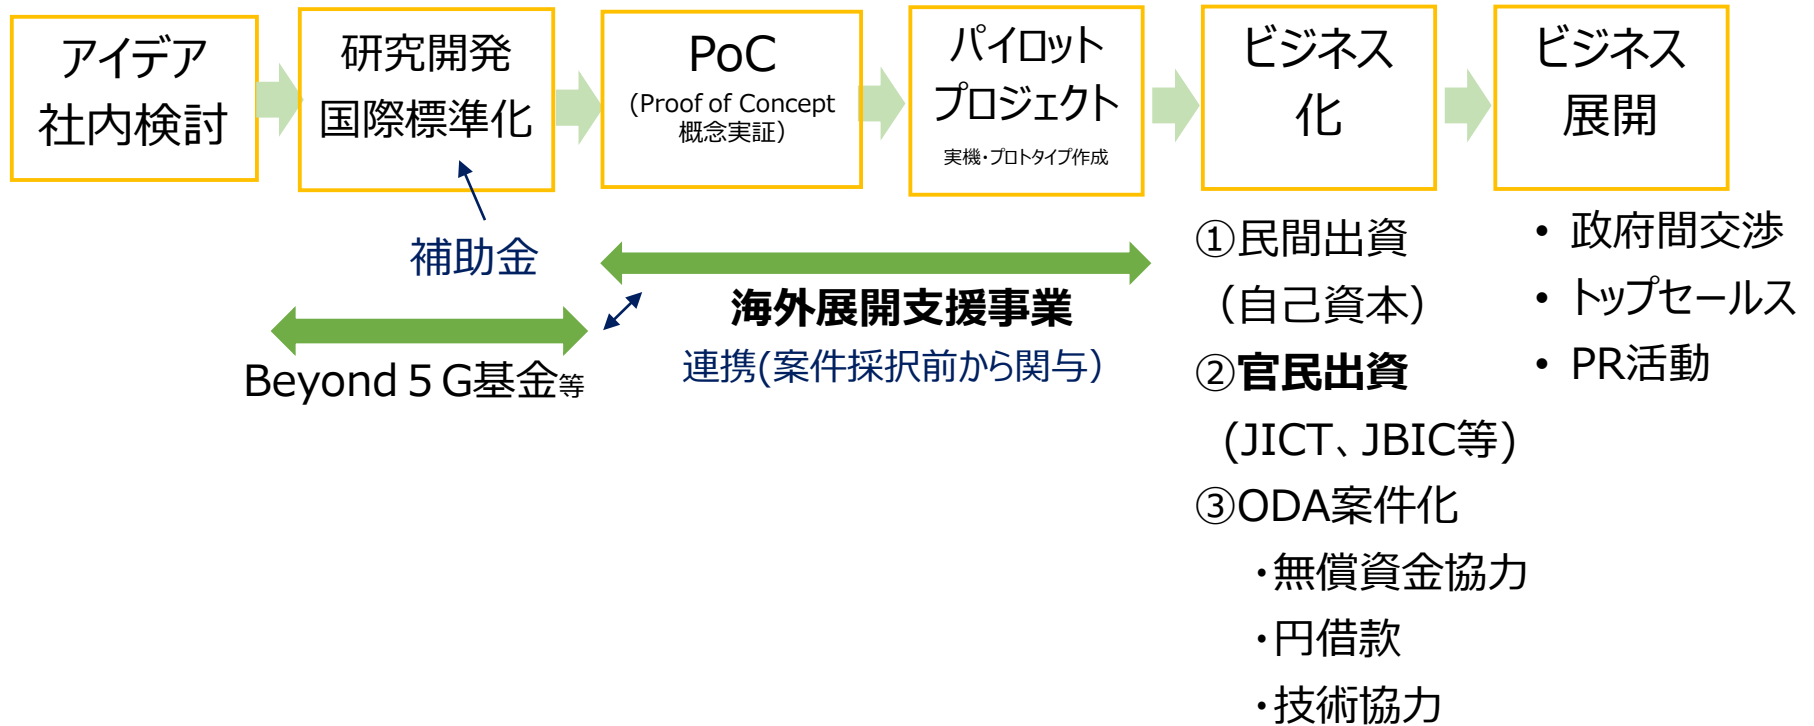 アイデア
社内検討
研究開発
国際標準化
PoC
(Proof of Concept
概念実証）
パイロット
プロジェクト
実機・プロトタイプ作成
ビジネス
化
ビジネス
展開
補助金
Beyond５G基金等
海外展開支援事業
連携(案件採択前から関与）
①民間出資
（自己資本）
②官民出資
(JICT、JBIC等)
③ODA案件化
・無償資金協力
・円借款
・技術協力
• 政府間交渉
• トップセールス
• PR活動